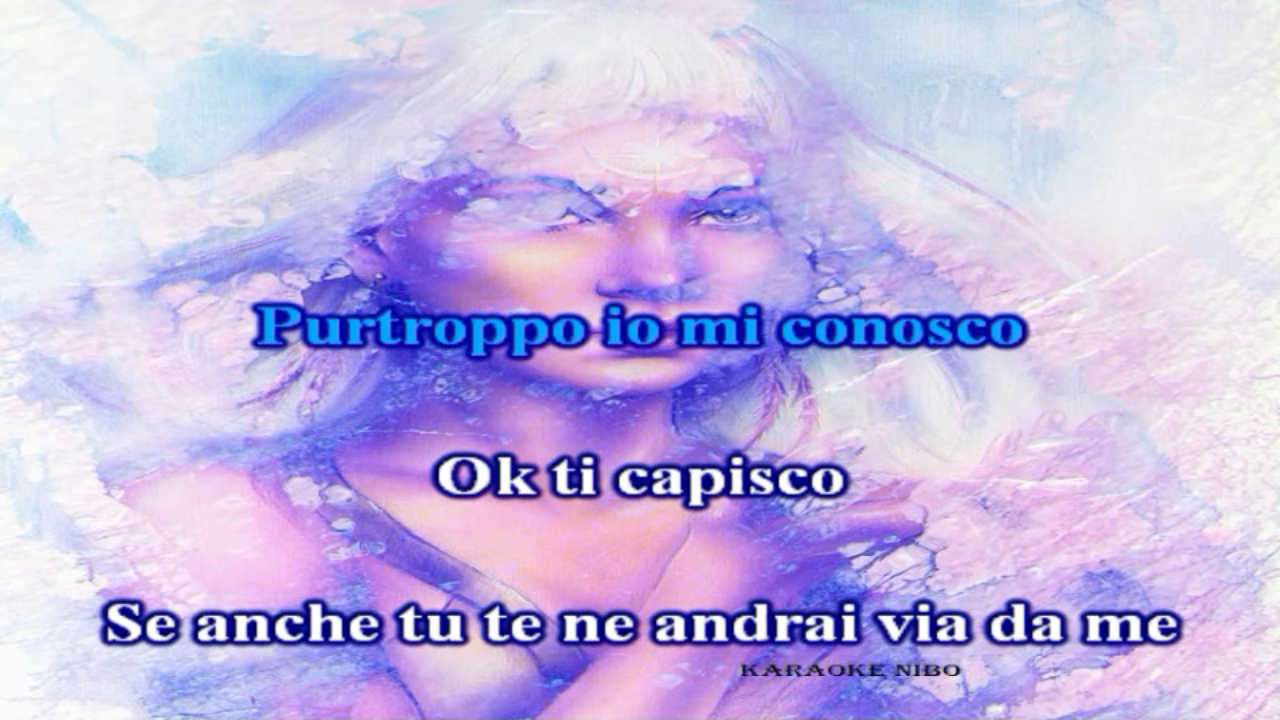 Purtroppo io mi conosco
Ok ti capisco
Se anche tu te ne andrai via da me
KARAOKE NIBO